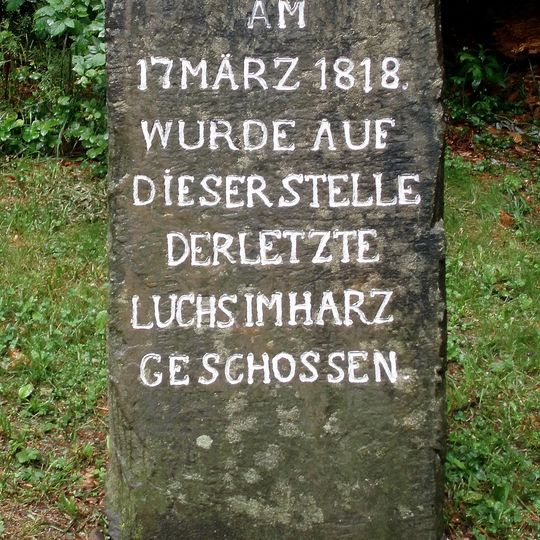 AM
17 MÄRZ 1818.
WURDE AUF
DIESER STELLE
DER LETZTE
LUCHS IM HARZ
GESCHOSSEN.